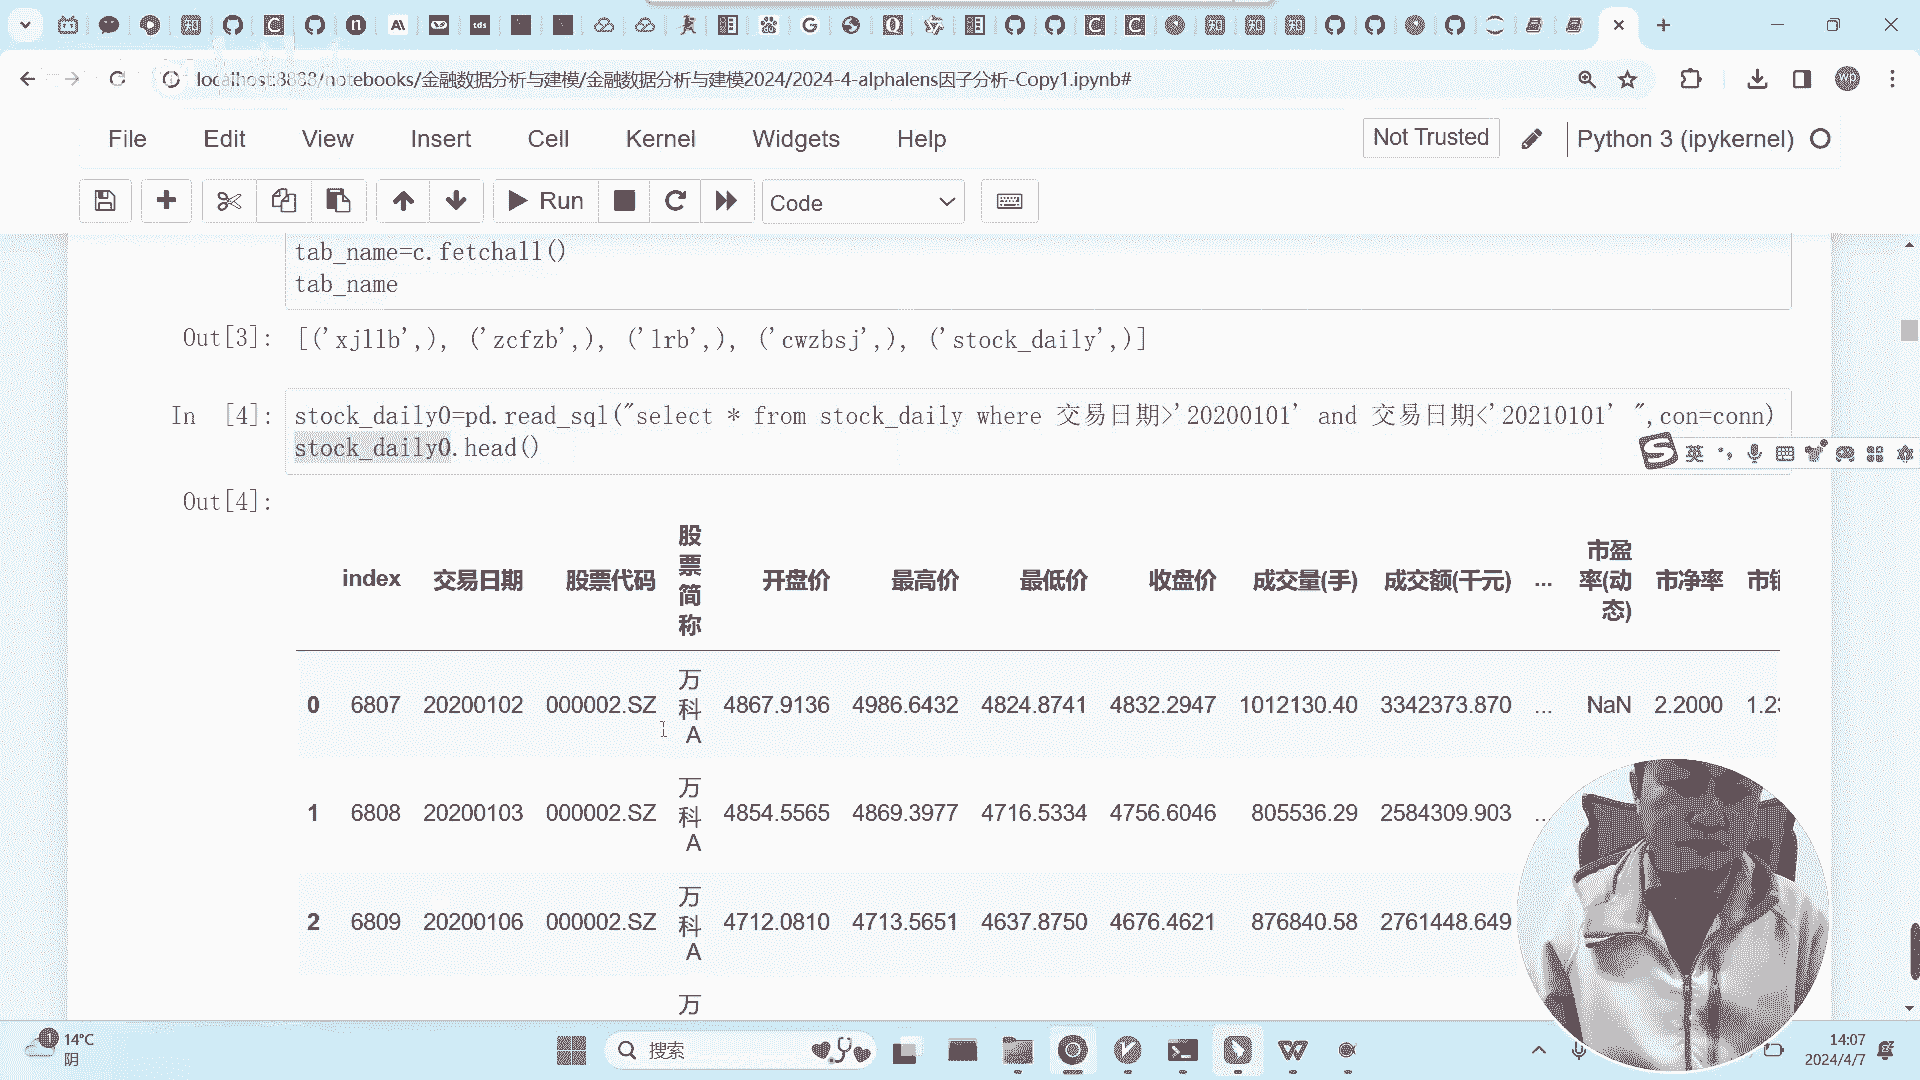 localhost:8888/notebooks/金融数据分析与建模/金融数据分析与建模2024/2024-4-alphalens因子分析-Copy1.ipynb#
File Edit View Insert Cell Kernel Widgets Help
Not Trusted
Python 3 (ipykernel)
Run
Code
tab_name=c.fetchall()
tab_name
Out[3]: [('xjllb',), ('zcfzb',), ('lrb',), ('cwzbsj',), ('stock_daily',)]
In [4]: stock_daily0=pd.read_sql("select * from stock_daily where 交易日期>'20200101' and 交易日期<'20210101' ",con=conn)
stock_daily0.head()
英
Out[4]:
index 交易日期 股票代码 股票简称 开盘价 最高价 最低价 收盘价 成交量(手) 成交额(千元) ... 市盈率(动态) 市净率 市
0 6807 20200102 000002.SZ 万科A 4867.9136 4986.6432 4824.8741 4832.2947 1012130.40 3342373.870 ... NaN 2.2000 1.2
1 6808 20200103 000002.SZ 万科A 4854.5565 4869.3977 4716.5334 4756.6046 805536.29 2584309.903 ...
2 6809 20200106 000002.SZ 万科A 4712.0810 4713.5651 4637.8750 4676.4621 876840.58 2761448.649
万
14°C
阴
搜索
14:07
2024/4/7